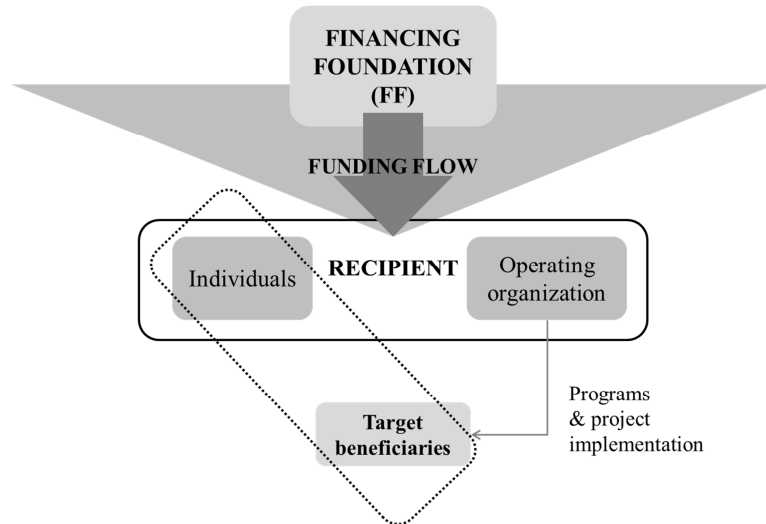 FINANCING
FOUNDATION
(FF)
FUNDING FLOW
Individuals
RECIPIENT
Operating
organization
Programs
& project
implementation
Target
beneficiaries